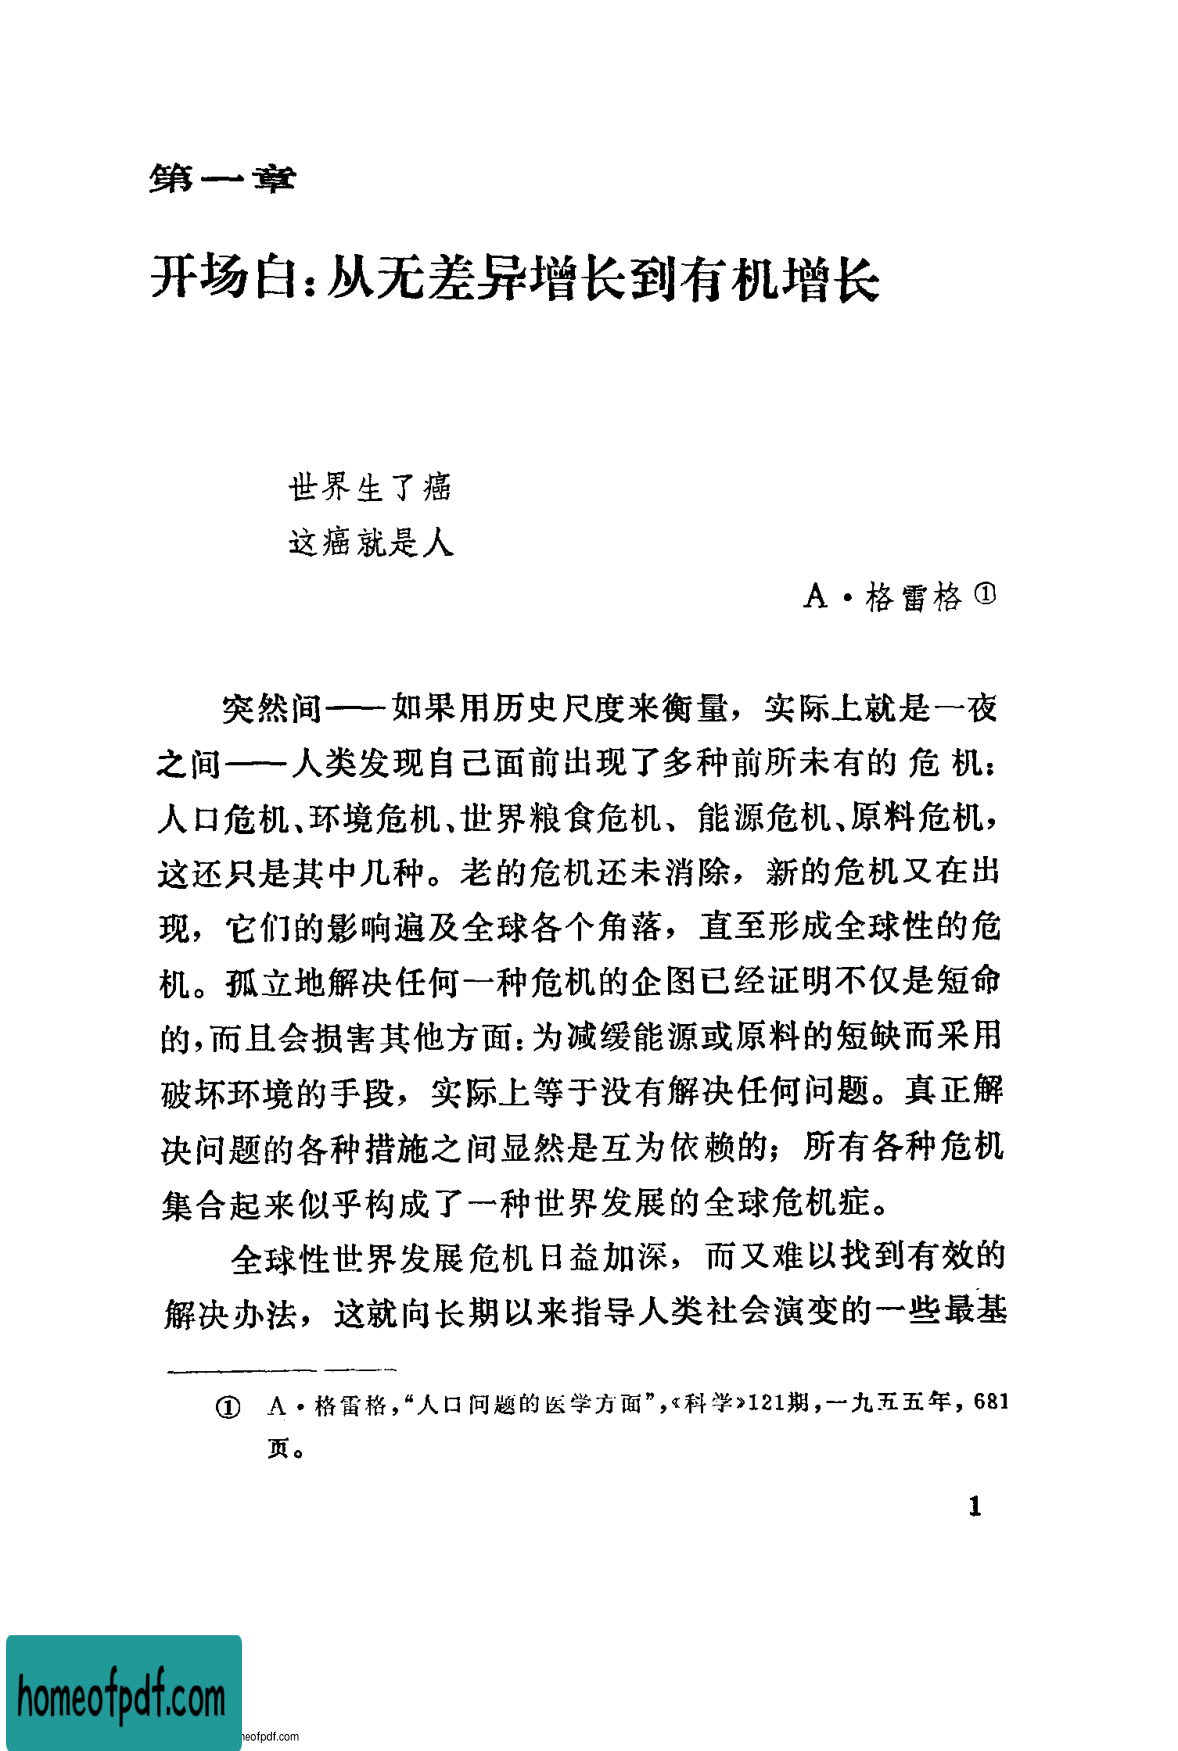 第一章
开场白：从无差异增长到有机增长
世界生了癌
这癌就是人
A·格雷格①
突然间——如果用历史尺度来衡量，实际上就是一夜
之间——人类发现自己面前出现了多种前所未有的危机：
人口危机、环境危机、世界粮食危机、能源危机、原料危机，
这还只是其中几种。老的危机还未消除，新的危机又在出
现，它们的影响遍及全球各个角落，直至形成全球性的危
机。孤立地解决任何一种危机的企图已经证明不仅是短命
的，而且会损害其他方面：为减缓能源或原料的短缺而采用
破坏环境的手段，实际上等于没有解决任何问题。真正解
决问题的各种措施之间显然是互为依赖的；所有各种危机
集合起来似乎构成了一种世界发展的全球危机症。
全球性世界发展危机日益加深，而又难以找到有效的
解决办法，这就向长期以来指导人类社会演变的一些最基
① A·格雷格，“人口问题的医学方面”，《科学》121期，一九五五年，681
页。
1
homeofpdf.com
neofpdf.com